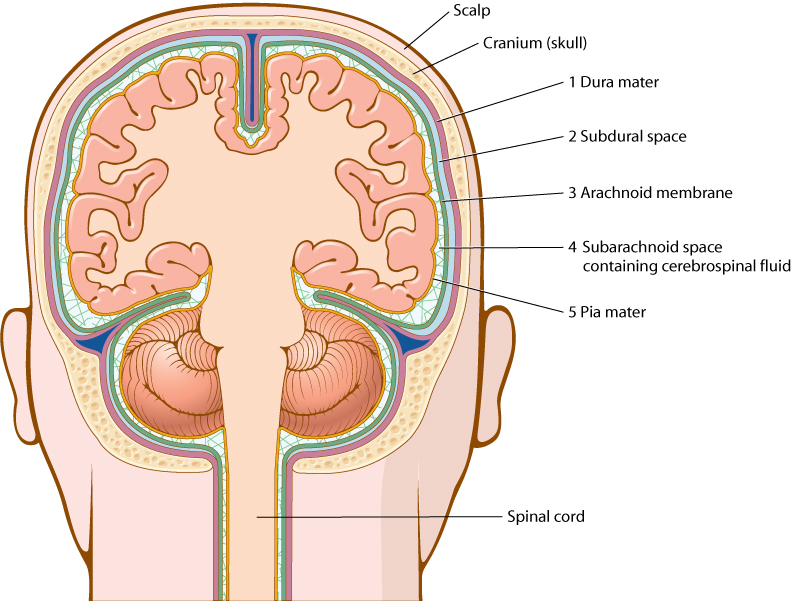 Scalp
Cranium (skull)
1 Dura mater
2 Subdural space
3 Arachnoid membrane
4 Subarachnoid space
containing cerebrospinal fluid
5 Pia mater
Spinal cord